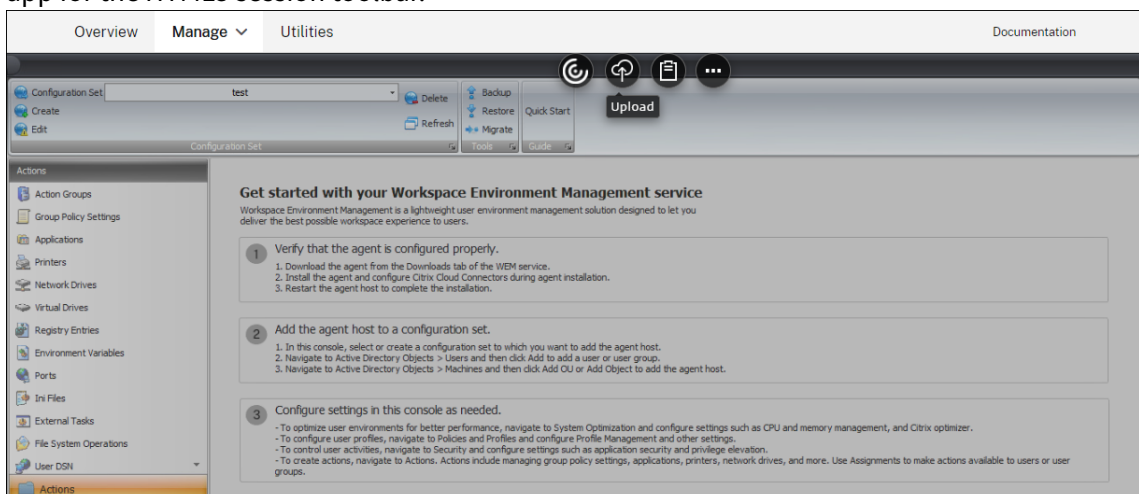 app for the HTML5 session toolbar.
Overview Manage Utilities Documentation
Configuration Set test Delete Backup
Create Refresh Restore Quick Start Upload
Edit Migrate
Configuration Set Tools Guide
Actions
Action Groups
Group Policy Settings
Applications
Printers
Network Drives
Virtual Drives
Registry Entries
Environment Variables
Ports
Ini Files
External Tasks
File System Operations
User DSN
Actions
Get started with your Workspace Environment Management service
Workspace Environment Management is a lightweight user environment management solution designed to let you
deliver the best possible workspace experience to users.
1 Verify that the agent is configured properly.
1. Download the agent from the Downloads tab of the WEM service.
2. Install the agent and configure Citrix Cloud Connectors during agent installation.
3. Restart the agent host to complete the installation.
2 Add the agent host to a configuration set.
1. In this console, select or create a configuration set to which you want to add the agent host.
2. Navigate to Active Directory Objects > Users and then click Add to add a user or user group.
3. Navigate to Active Directory Objects > Machines and then click Add OU or Add Object to add the agent host.
3 Configure settings in this console as needed.
- To optimize user environments for better performance, navigate to System Optimization and configure settings such as CPU and memory management, and Citrix optimizer.
- To configure user profiles, navigate to Policies and Profiles and configure Profile Management and other settings.
- To control user activities, navigate to Security and configure settings such as application security and privilege elevation.
- To create actions, navigate to Actions. Actions include managing group policy settings, applications, printers, network drives, and more. Use Assignments to make actions available to users or user
groups.